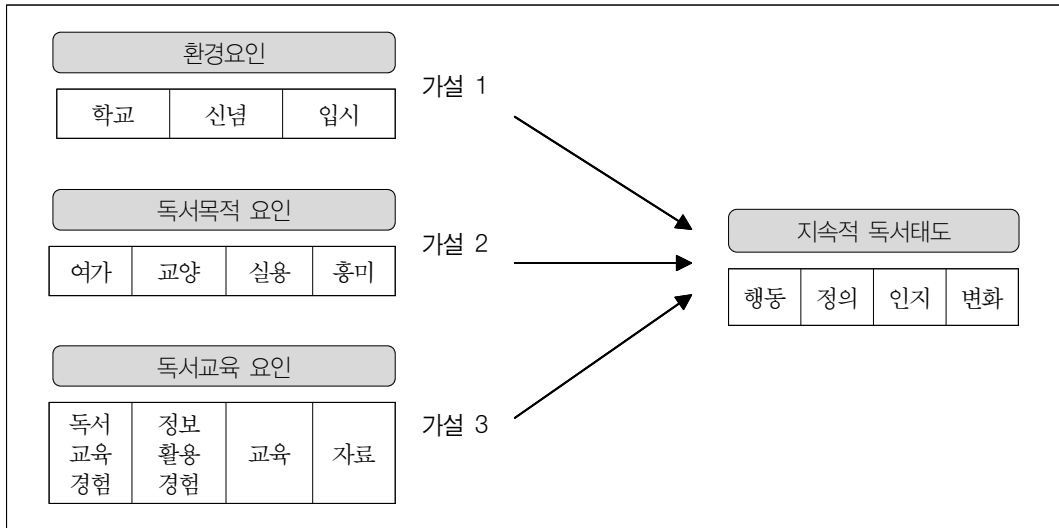 환경요인
가설 1
학교 신념 입시
독서목적 요인
가설 2
여가 교양 실용 흥미
독서교육 요인
가설 3
독서 교육 경험
정보 활용 경험
교육
자료
지속적 독서태도
행동 정의 인지 변화